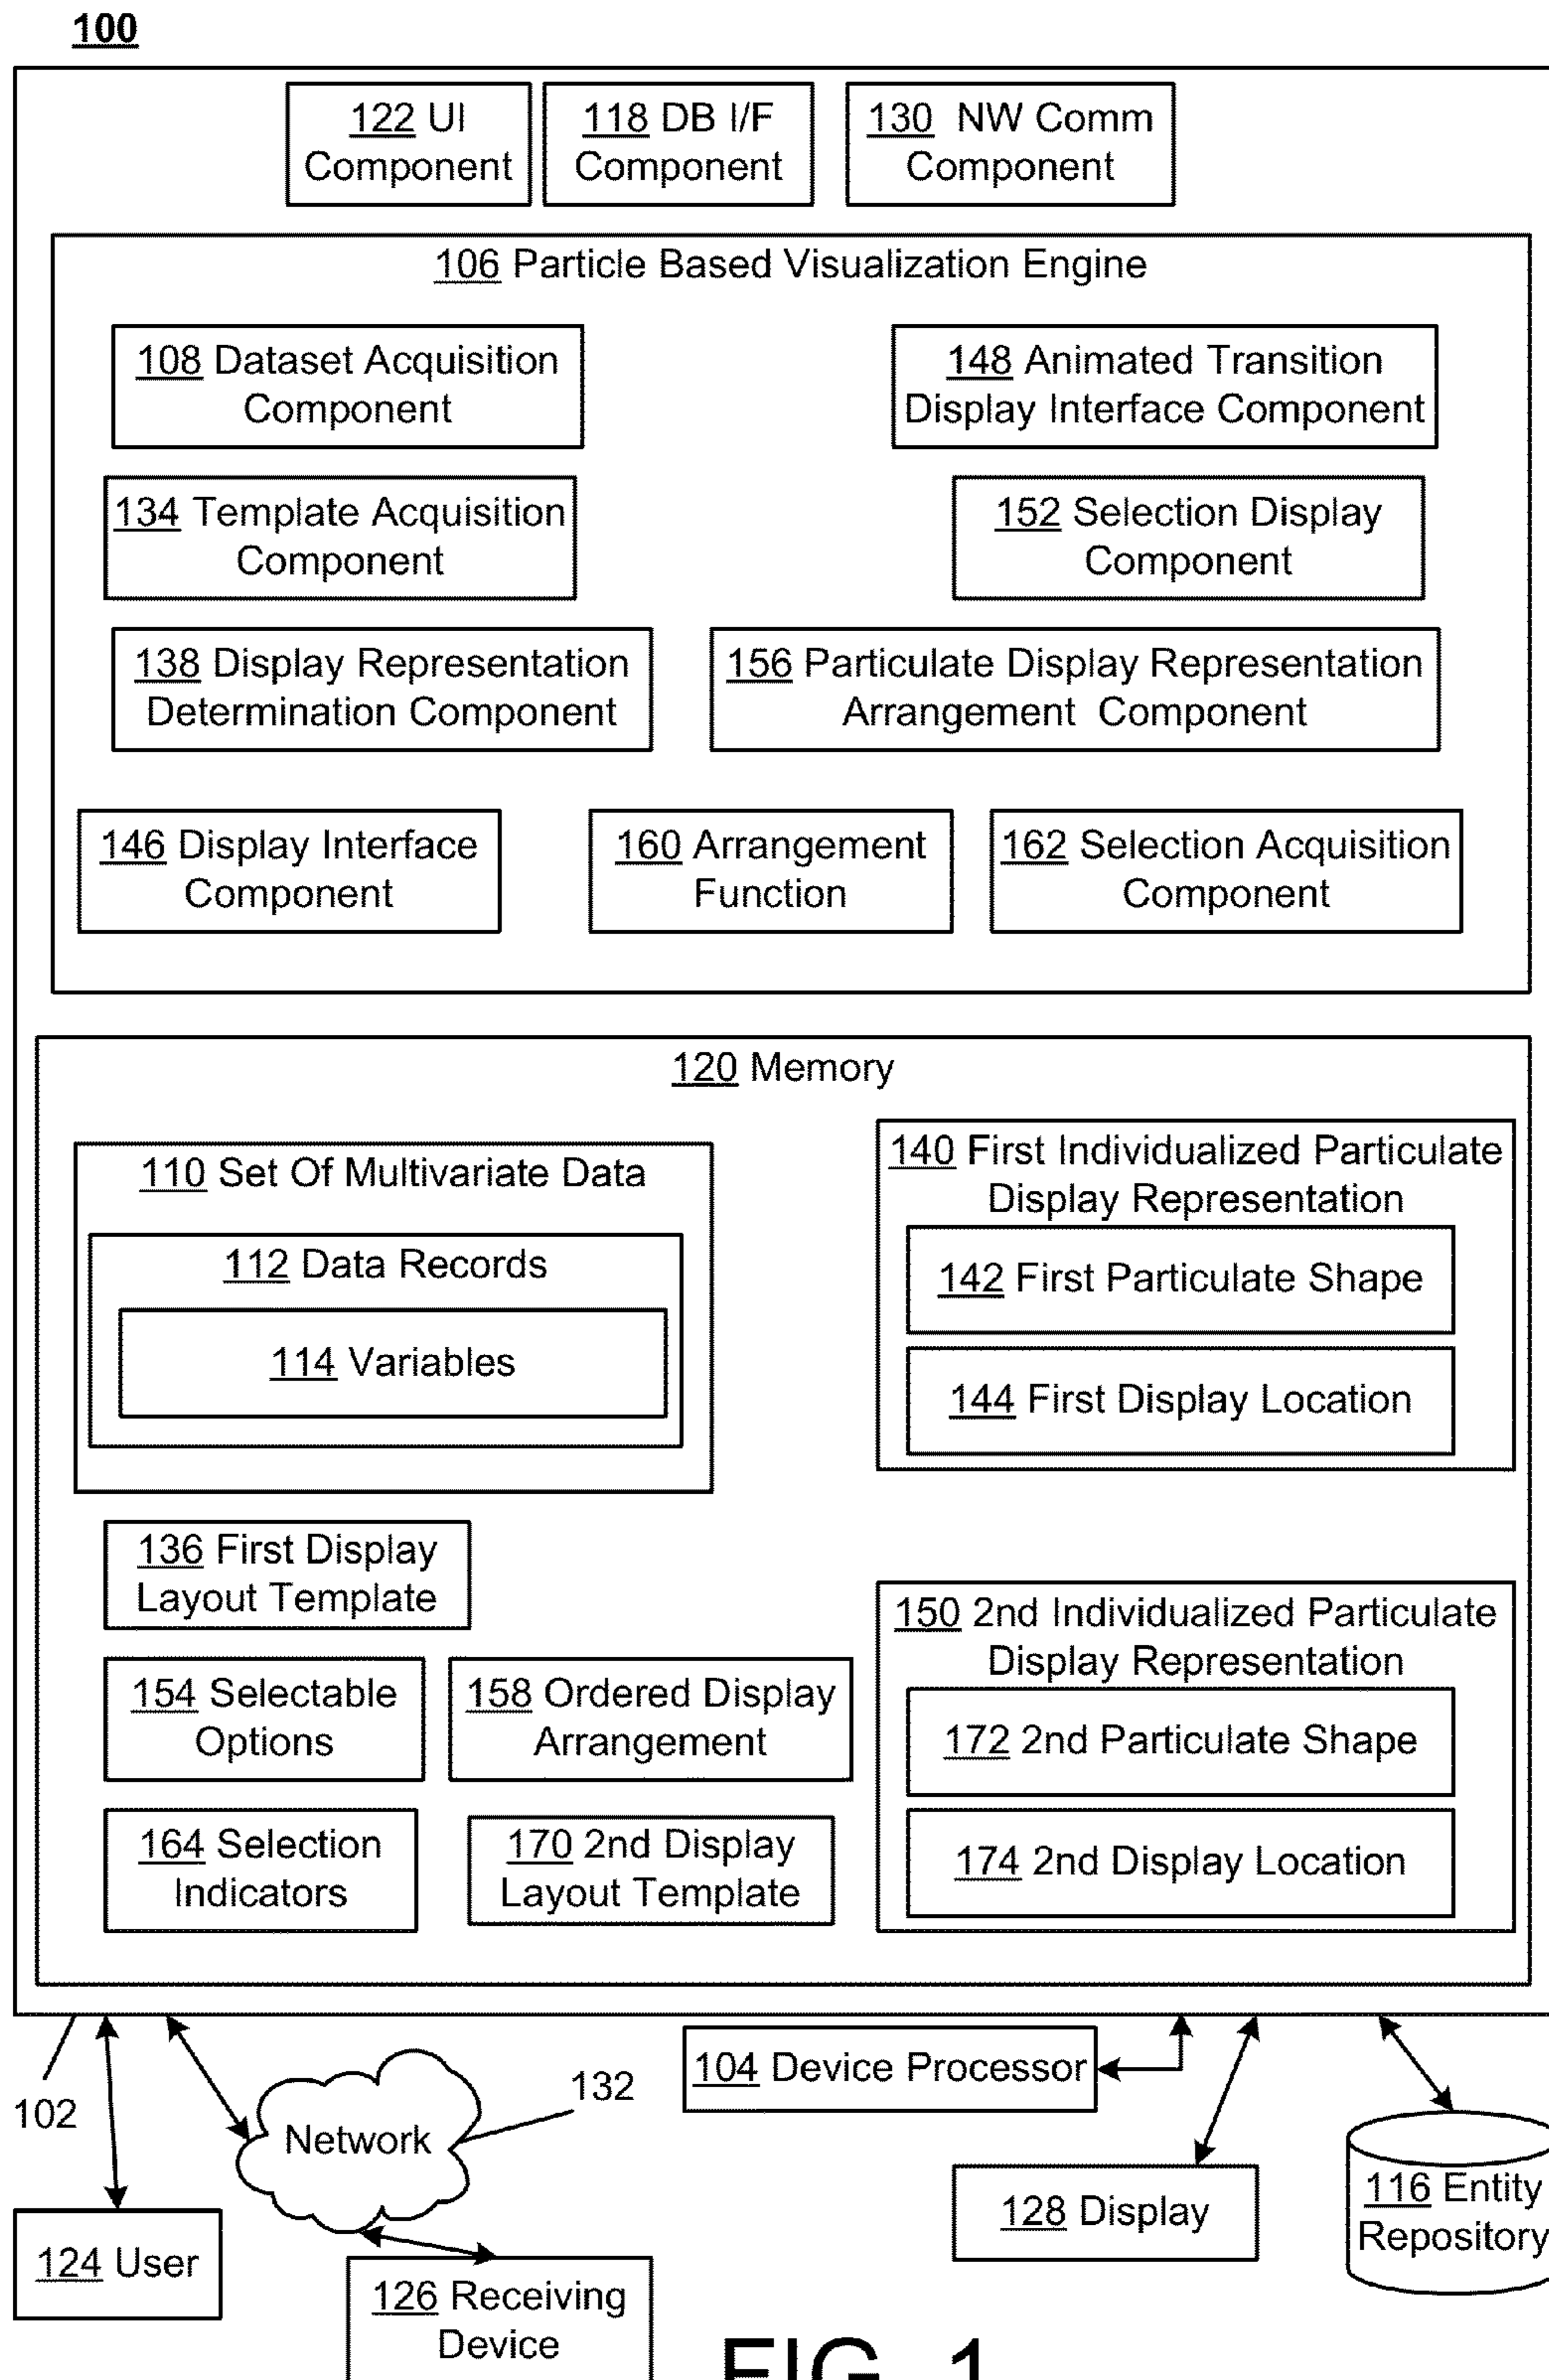 100
122 UI
Component
118 DB I/F
Component
130 NW Comm
Component
106 Particle Based Visualization Engine
108 Dataset Acquisition
Component
148 Animated Transition
Display Interface Component
134 Template Acquisition
Component
152 Selection Display
Component
138 Display Representation
Determination Component
156 Particulate Display Representation
Arrangement Component
146 Display Interface
Component
160 Arrangement
Function
162 Selection Acquisition
Component
120 Memory
110 Set Of Multivariate Data
112 Data Records
114 Variables
140 First Individualized Particulate
Display Representation
142 First Particulate Shape
144 First Display Location
136 First Display
Layout Template
154 Selectable
Options
158 Ordered Display
Arrangement
164 Selection
Indicators
170 2nd Display
Layout Template
150 2nd Individualized Particulate
Display Representation
172 2nd Particulate Shape
174 2nd Display Location
102
Network
132
104 Device Processor
128 Display
116 Entity
Repository
124 User
126 Receiving
Device
FIG. 1